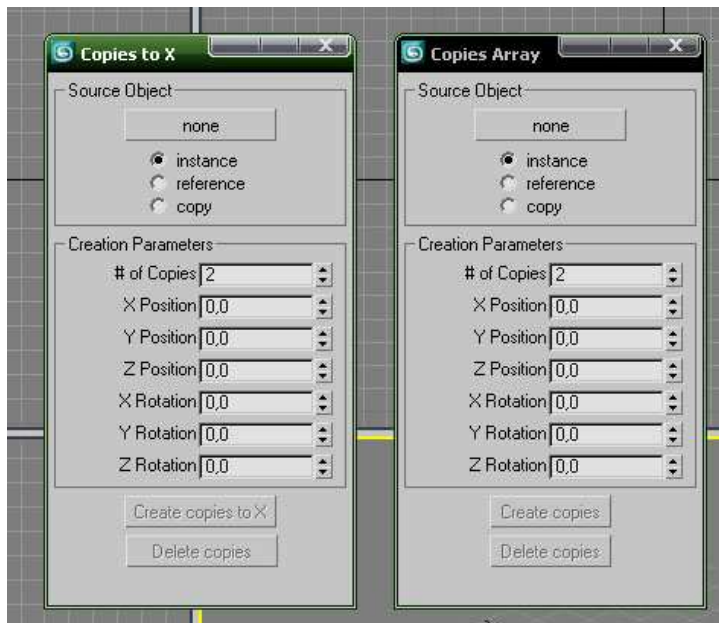 Copies to X
Source Object
none
instance
reference
copy
Creation Parameters
# of Copies 2
X Position 0,0
Y Position 0,0
Z Position 0,0
X Rotation 0,0
Y Rotation 0,0
Z Rotation 0,0
Create copies to X
Delete copies
Copies Array
Source Object
none
instance
reference
copy
Creation Parameters
# of Copies 2
X Position 0,0
Y Position 0,0
Z Position 0,0
X Rotation 0,0
Y Rotation 0,0
Z Rotation 0,0
Create copies
Delete copies